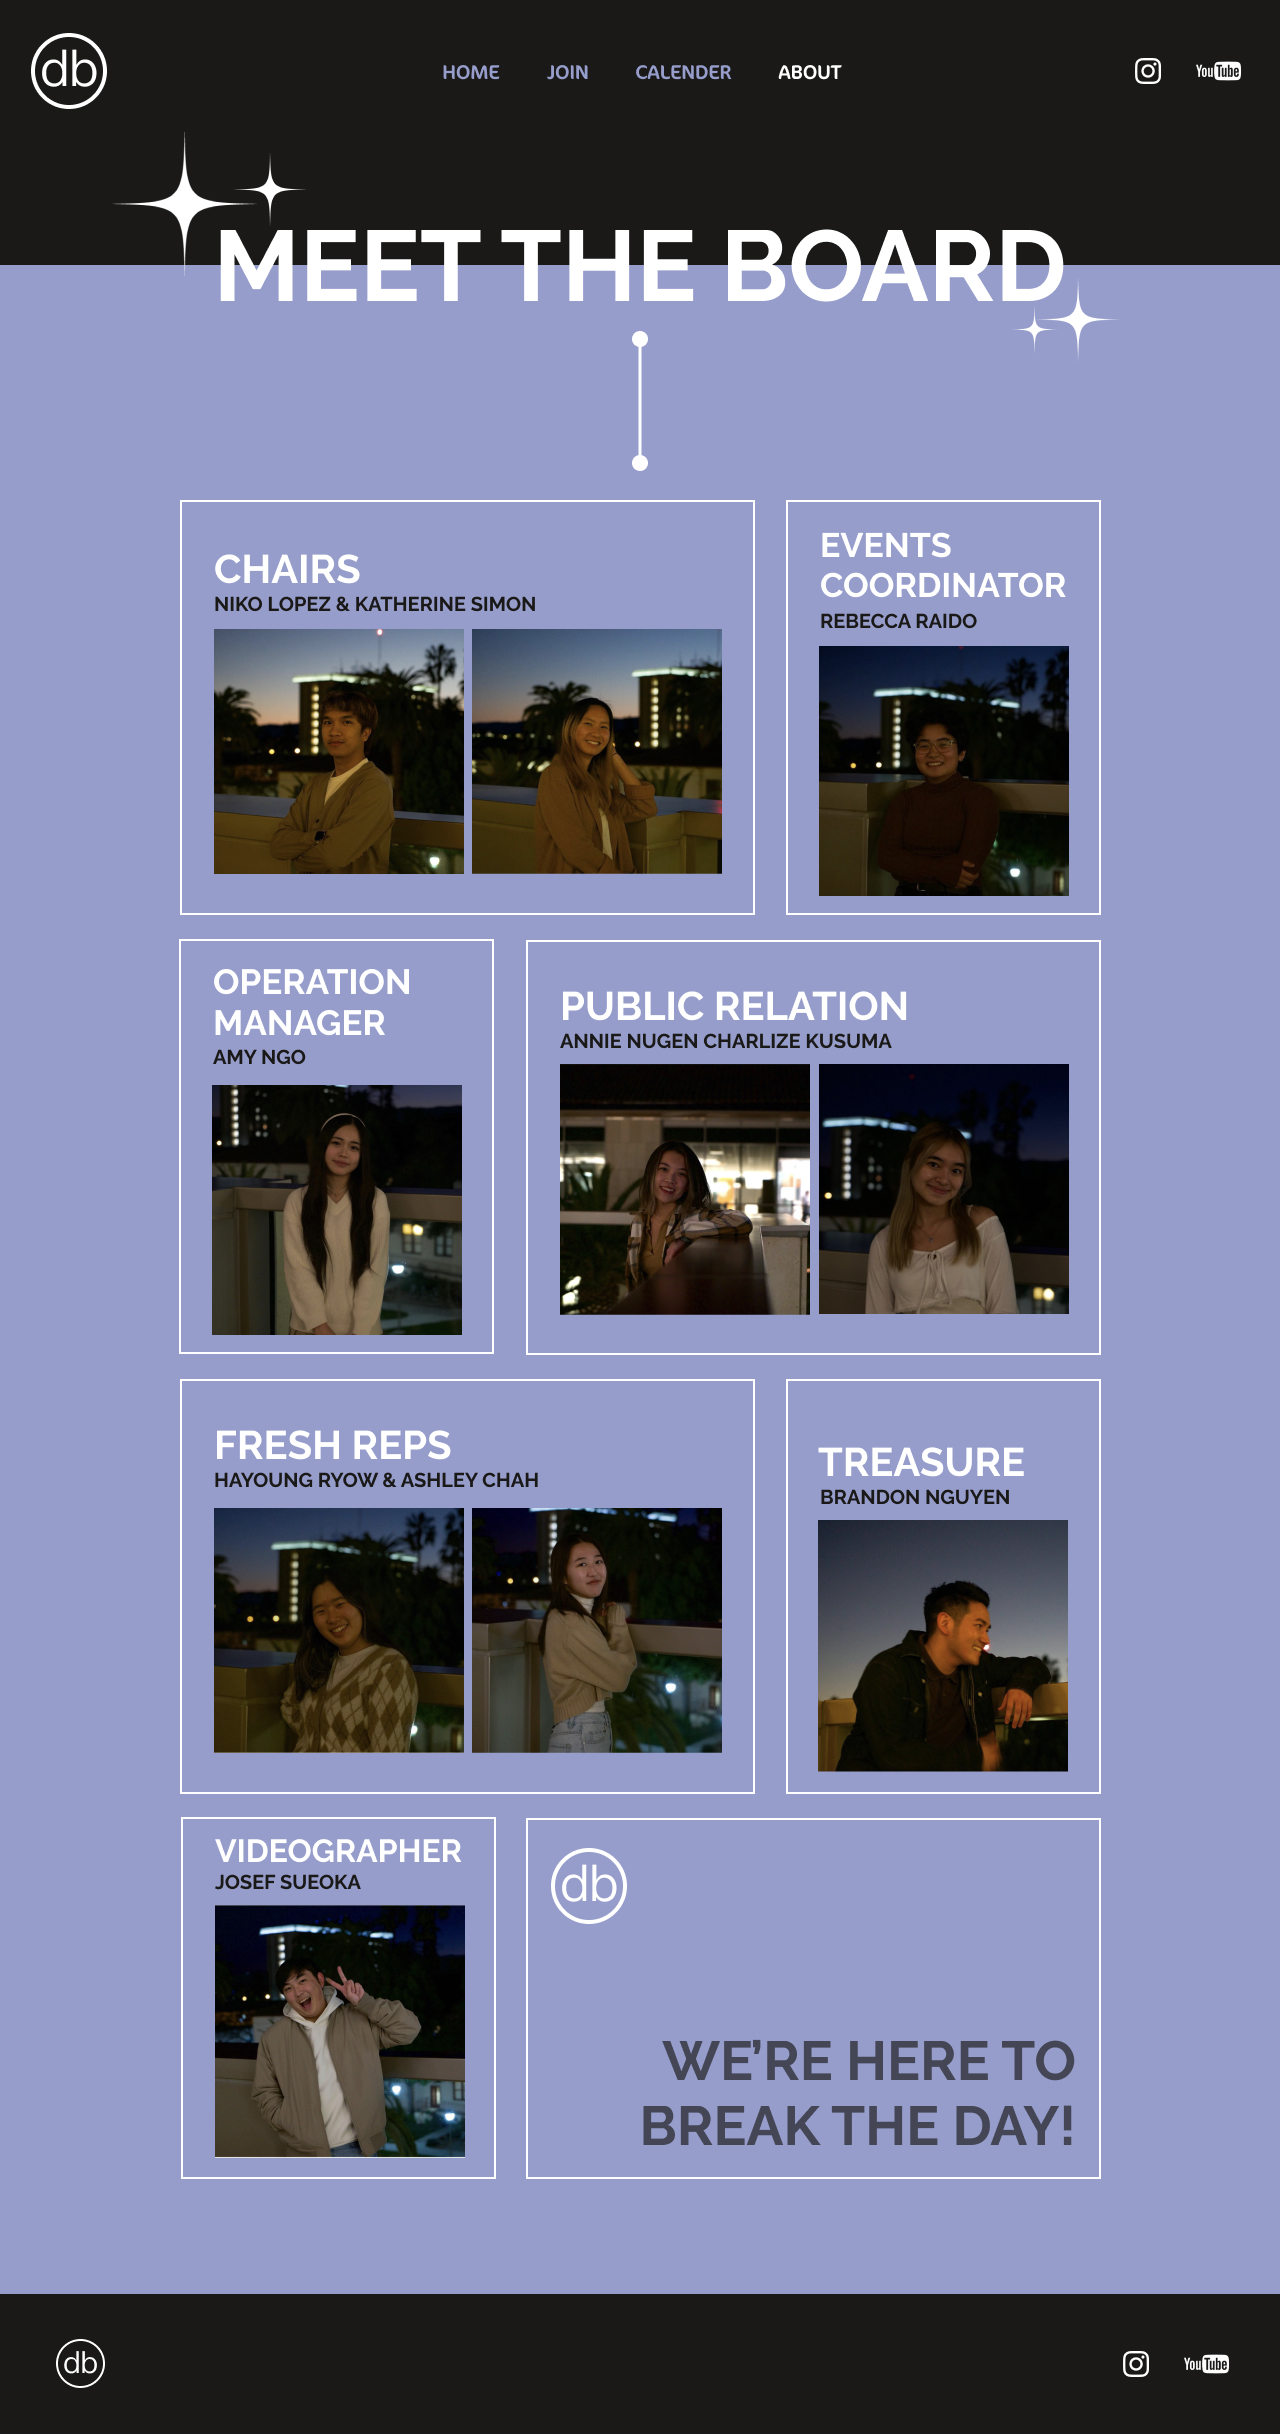 db
HOME JOIN CALENDER ABOUT
YouTube
MEET THE BOARD
CHAIRS
NIKO LOPEZ & KATHERINE SIMON
EVENTS
COORDINATOR
REBECCA RAIDO
OPERATION
MANAGER
AMY NGO
PUBLIC RELATION
ANNIE NUGEN CHARLIZE KUSUMA
FRESH REPS
HAYOUNG RYOW & ASHLEY CHAH
TREASURE
BRANDON NGUYEN
VIDEOGRAPHER
JOSEF SUEOKA
db
WE’RE HERE TO
BREAK THE DAY!
db
YouTube